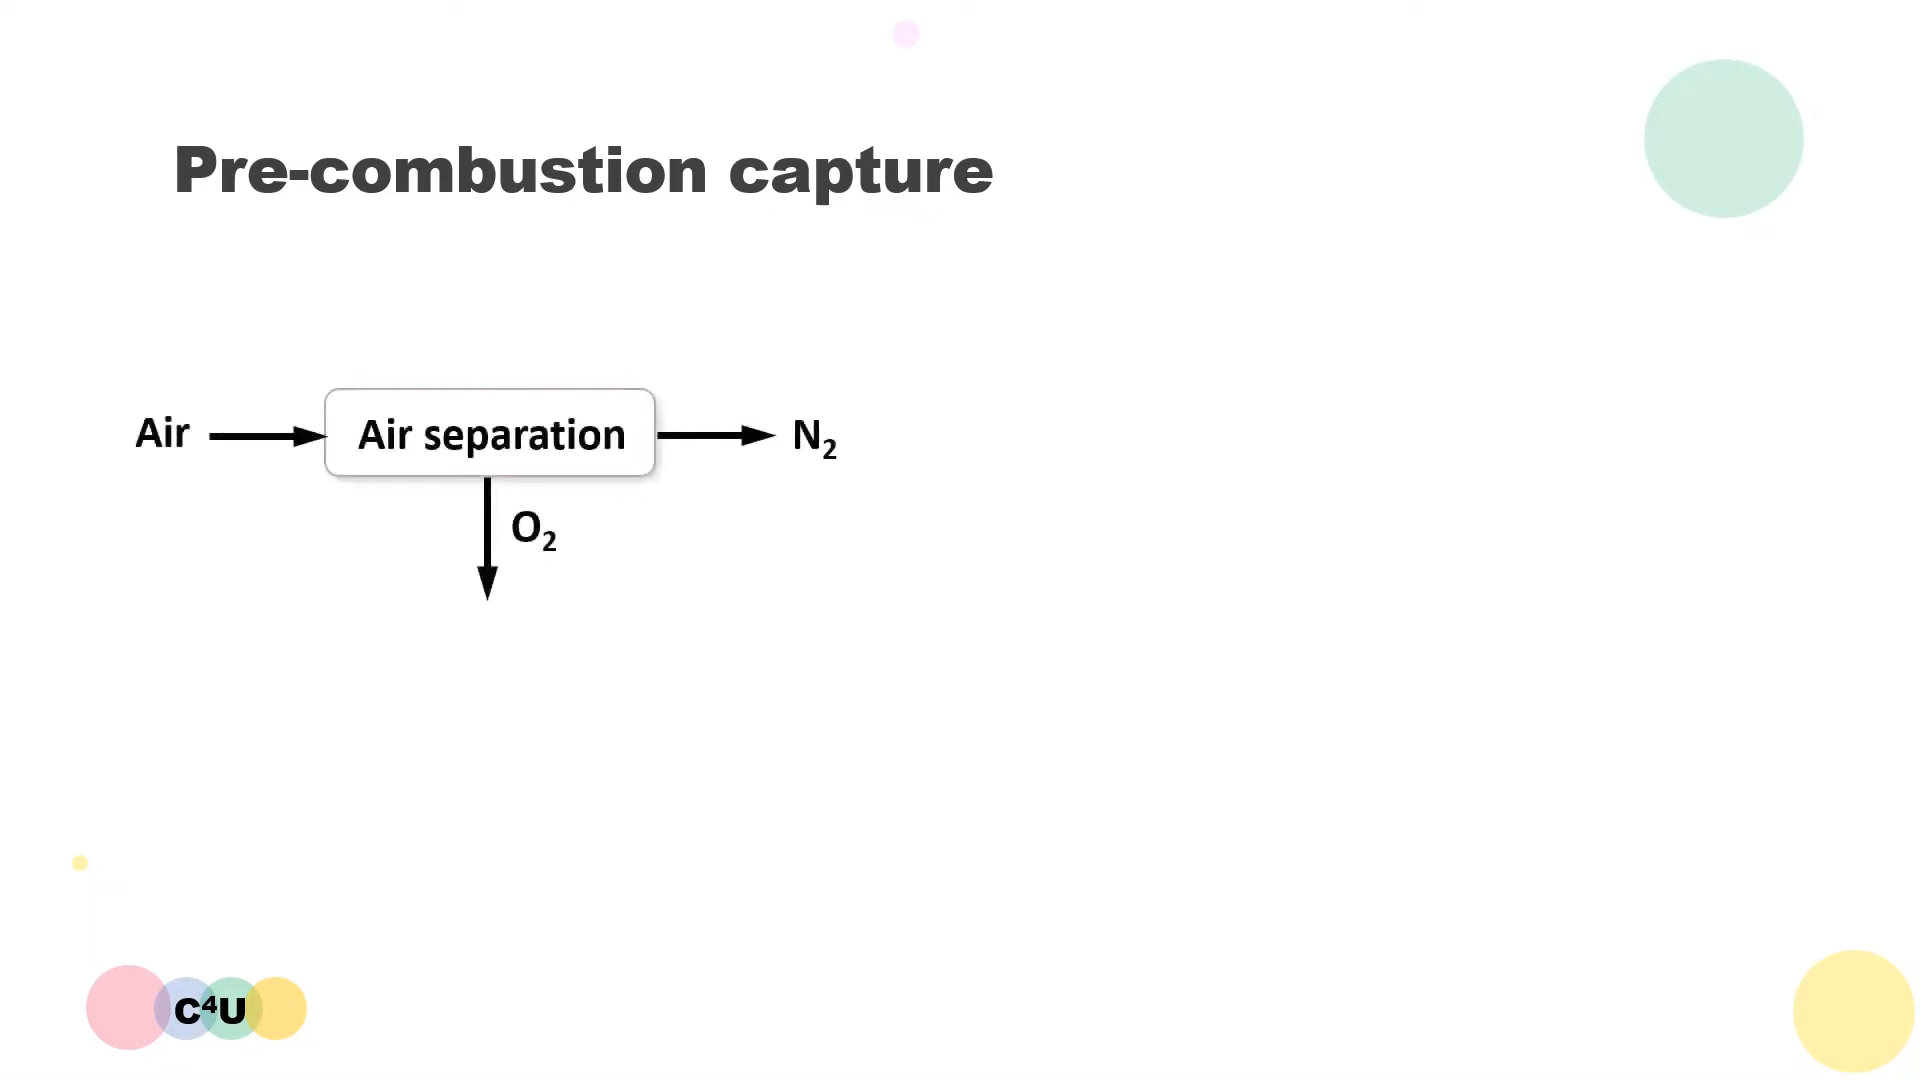 Pre-combustion capture
Air
Air separation
N₂
O₂
C⁴U